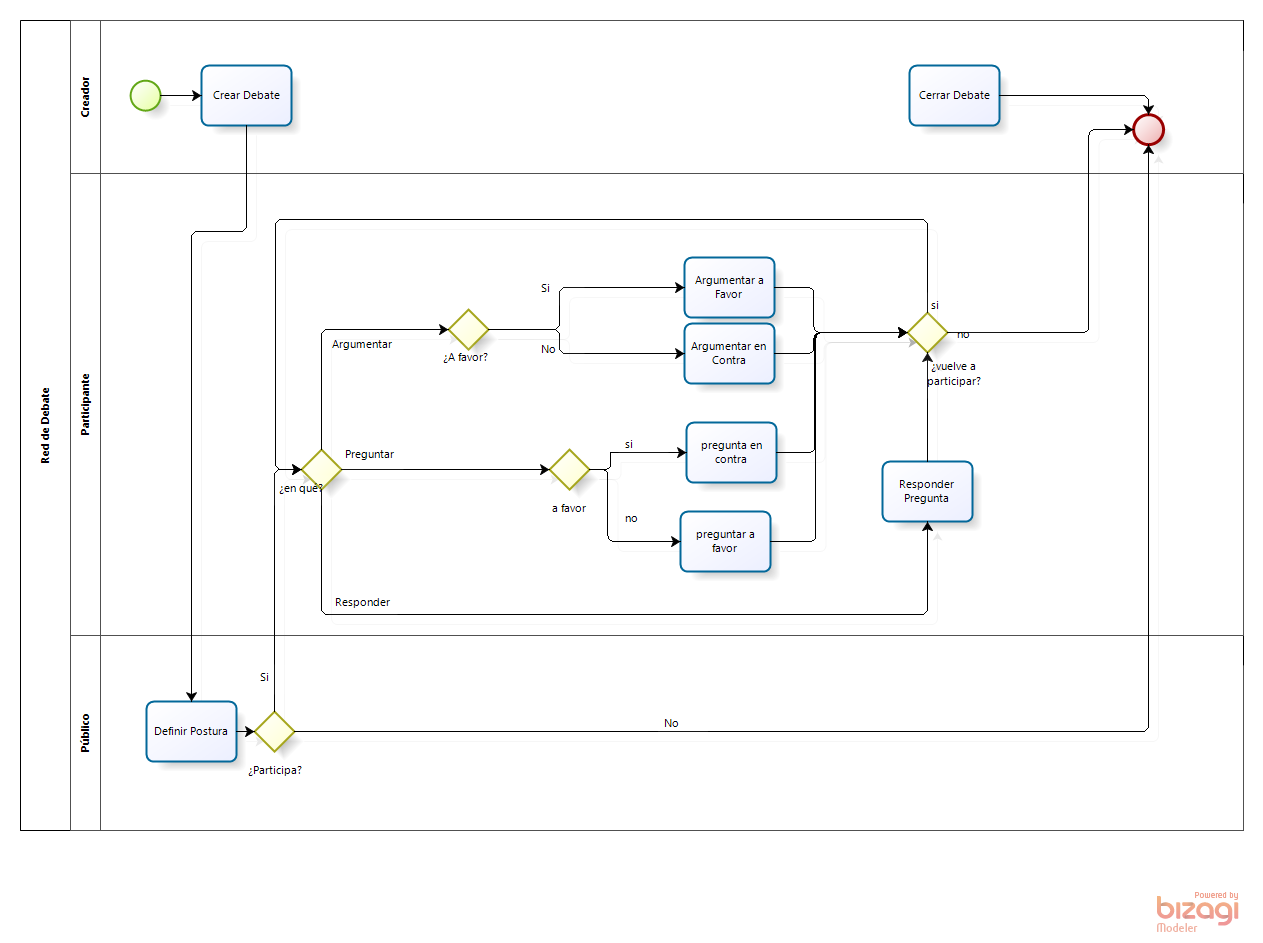 Red de Debate
Creador
Crear Debate
Cerrar Debate
Participante
Si
Argumentar a
Favor
si
Argumentar
¿A favor?
No
Argumentar en
Contra
no
¿vuelve a
participar?
Preguntar
¿en que?
a favor
si
pregunta en
contra
no
preguntar a
favor
Responder
Pregunta
Responder
Público
Si
Definir Postura
No
¿Participa?
Powered by
bizagi
Modeler